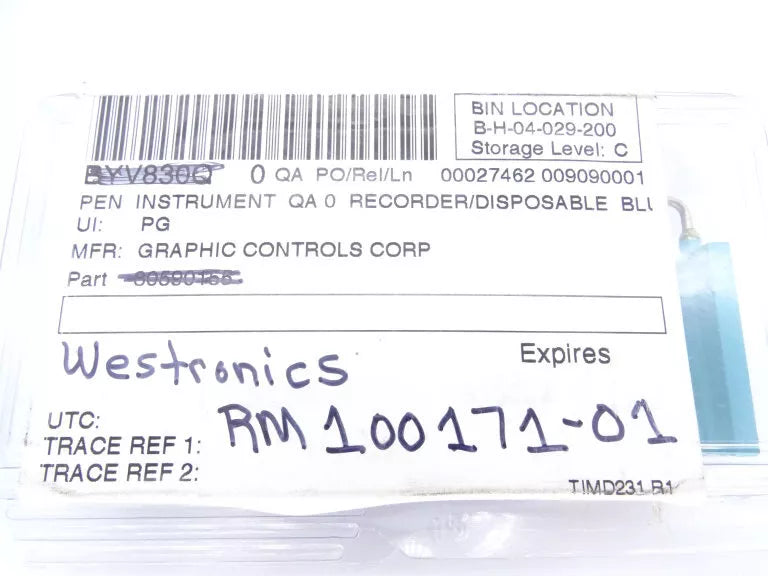 BIN LOCATION
B-H-04-029-200
Storage Level: C
BYV830Q 0 QA PO/Rel/Ln 00027462 009090001
PEN INSTRUMENT QA 0 RECORDER/DISPOSABLE BLU
UI: PG
MFR: GRAPHIC CONTROLS CORP
Part
Westronics Expires
UTC:
TRACE REF 1: RM100171-01
TRACE REF 2:
TIMD231 R1